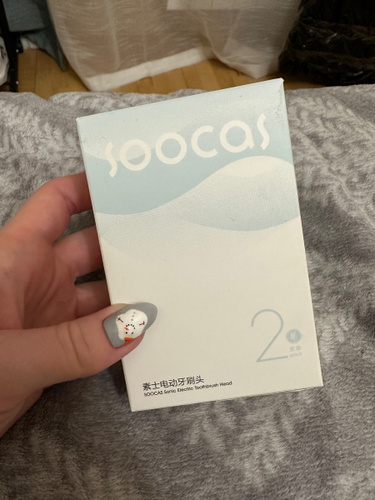 soocas
2
素士电动牙刷头
SOOCAS Sonic Electric Toothbrush Head